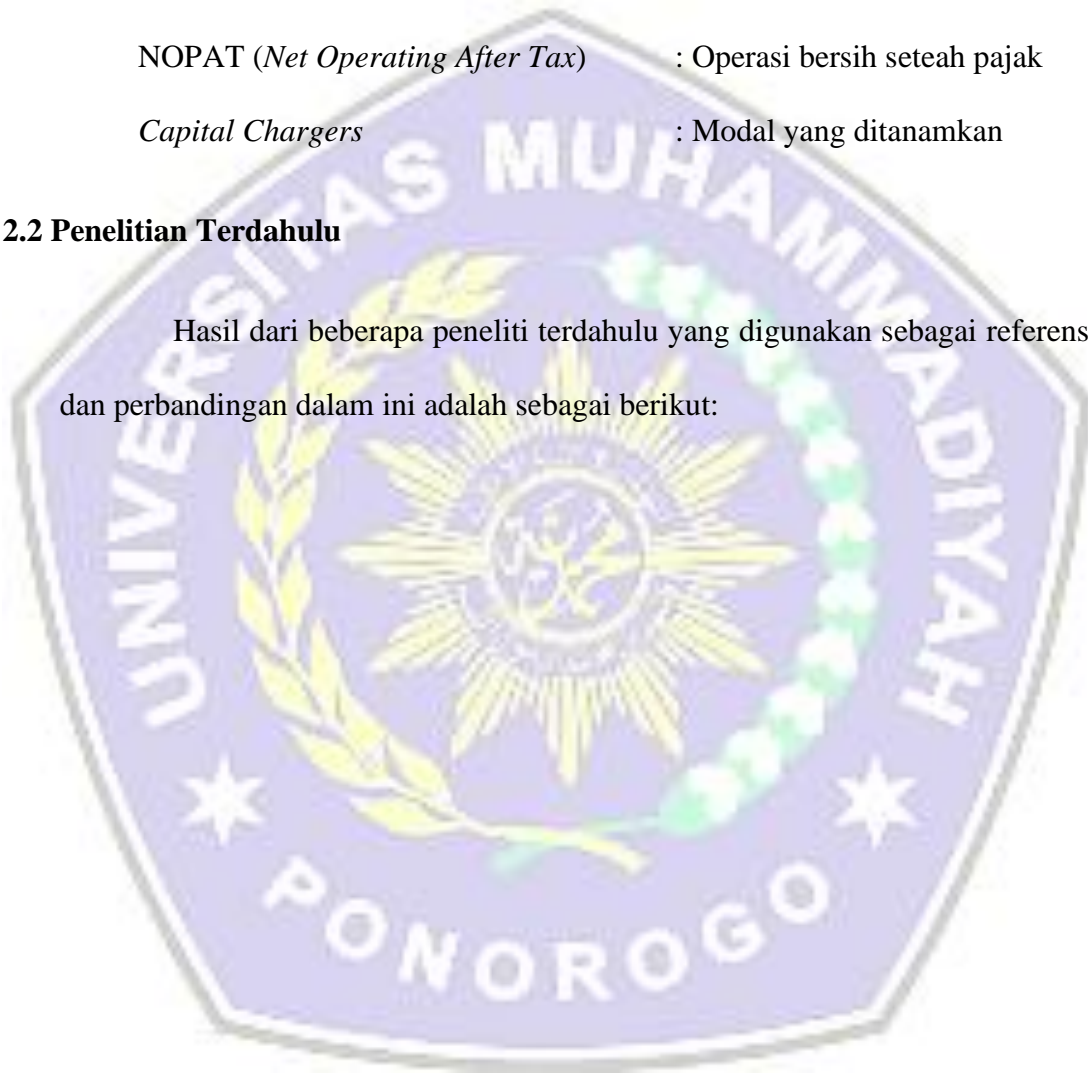 NOPAT (Net Operating After Tax) : Operasi bersih seteah pajak
Capital Chargers : Modal yang ditanamkan
2.2 Penelitian Terdahulu
Hasil dari beberapa peneliti terdahulu yang digunakan sebagai referens
dan perbandingan dalam ini adalah sebagai berikut:
UNIVERSITAS MUHAMMADIYAH
PONOROGO